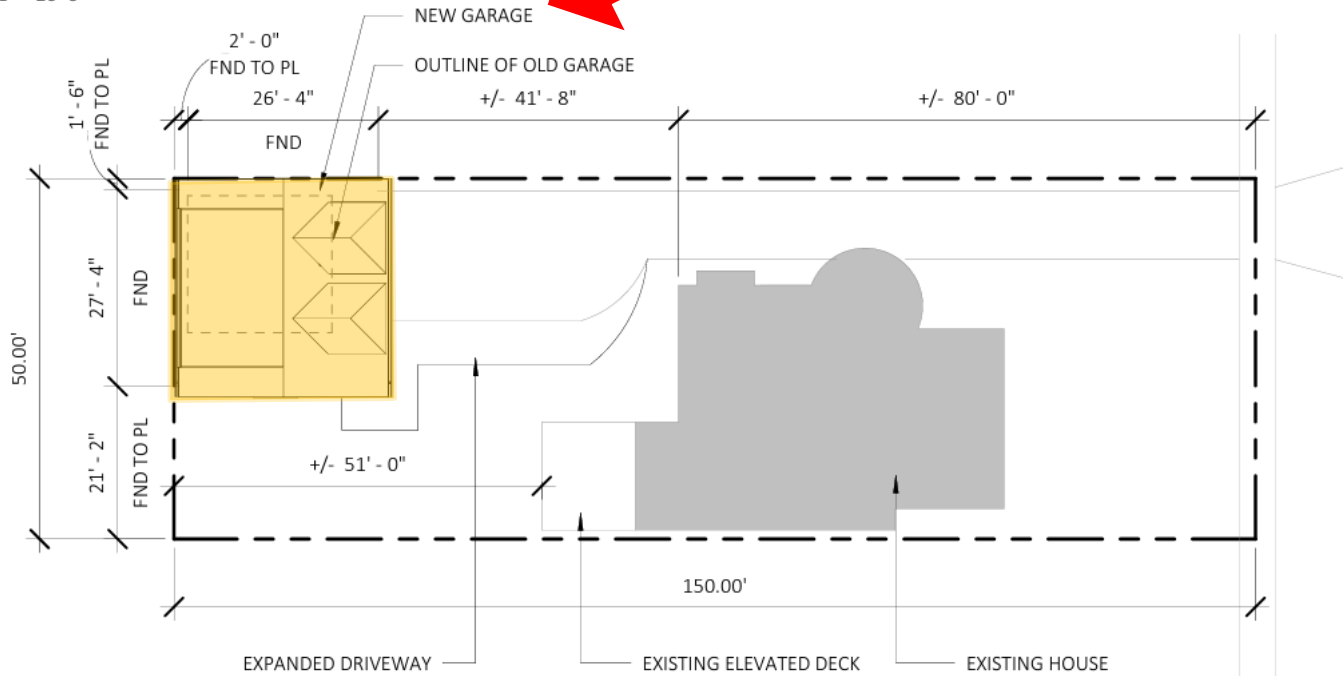 NEW GARAGE
2' - 0"
FND TO PL
OUTLINE OF OLD GARAGE
1' - 6"
FND TO PL
26' - 4"
FND
+/- 41' - 8"
+/- 80' - 0"
50.00'
27' - 4"
FND
21' - 2"
FND TO PL
+/- 51' - 0"
150.00'
EXPANDED DRIVEWAY
EXISTING ELEVATED DECK
EXISTING HOUSE